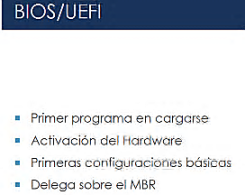 BIOS/UEFI
Primer programa en cargarse
Activación del Hardware
Primeras configuraciones básicas
Delega sobre el MBR